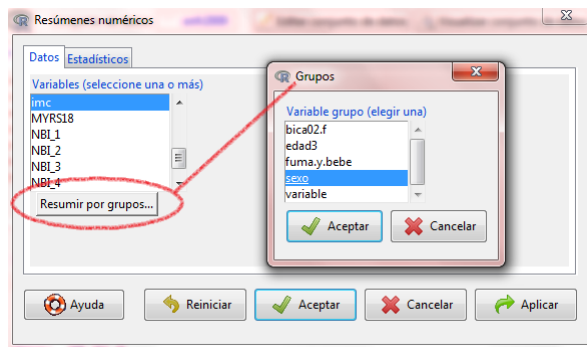 Resúmenes numéricos
Datos
Estadísticos
Variables (seleccione una o más)
imc
MYRS18
NBI_1
NBI_2
NBI_3
NBI_4
Resumir por grupos...
Grupos
Variable grupo (elegir una)
bica02.f
edad3
fuma.y.bebe
sexo
variable
Aceptar
Cancelar
Ayuda
Reiniciar
Aceptar
Cancelar
Aplicar